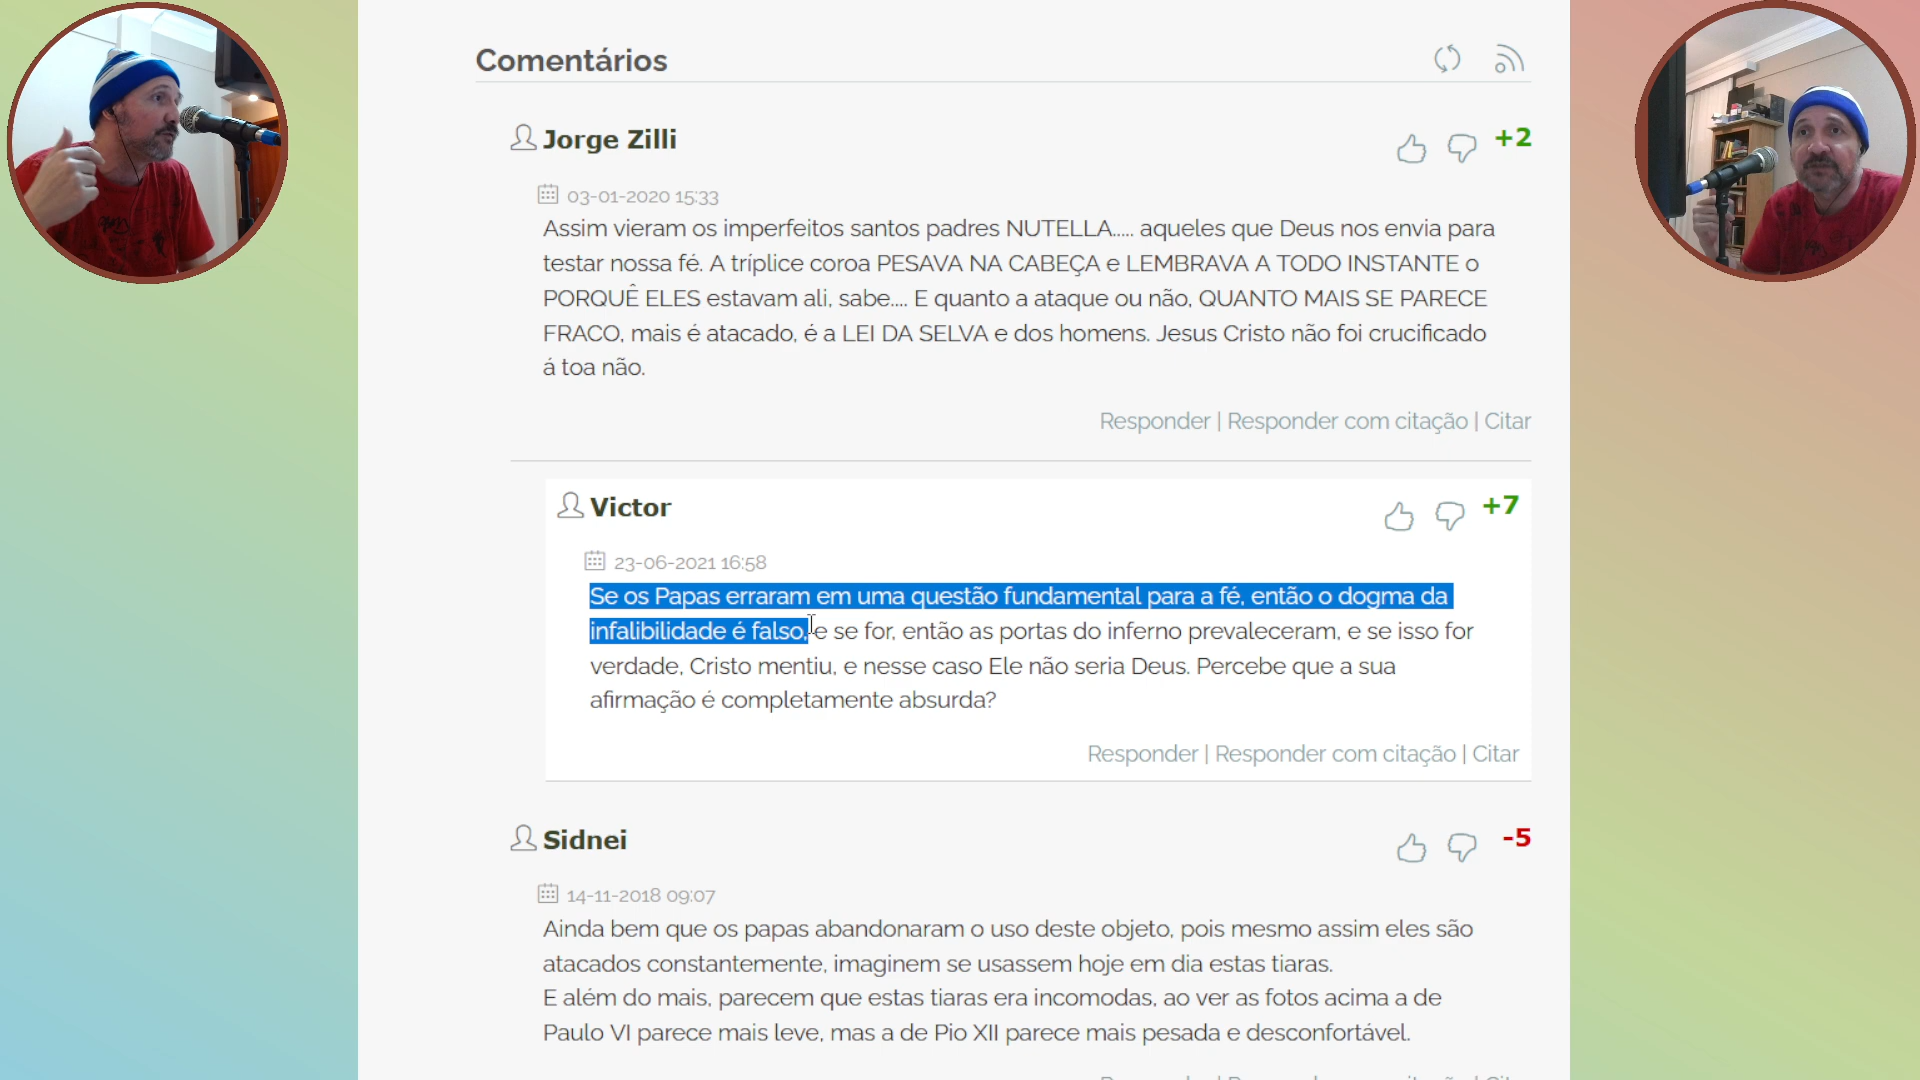 Comentários
Jorge Zilli
+2
03-01-2020 15:33
Assim vieram os imperfeitos santos padres NUTELLA..... aqueles que Deus nos envia para
testar nossa fé. A tríplice coroa PESAVA NA CABEÇA e LEMBRAVA A TODO INSTANTE o
PORQUÊ ELES estavam ali, sabe.... E quanto a ataque ou não, QUANTO MAIS SE PARECE
FRACO, mais é atacado, é a LEI DA SELVA e dos homens. Jesus Cristo não foi crucificado
á toa não.
Responder | Responder com citação | Citar
Victor
+7
23-06-2021 16:58
Se os Papas erraram em uma questão fundamental para a fé, então o dogma da
infalibilidade é falso, e se for, então as portas do inferno prevaleceram, e se isso for
verdade, Cristo mentiu, e nesse caso Ele não seria Deus. Percebe que a sua
afirmação é completamente absurda?
Responder | Responder com citação | Citar
Sidnei
-5
14-11-2018 09:07
Ainda bem que os papas abandonaram o uso deste objeto, pois mesmo assim eles são
atacados constantemente, imaginem se usassem hoje em dia estas tiaras.
E além do mais, parecem que estas tiaras era incomodas, ao ver as fotos acima a de
Paulo VI parece mais leve, mas a de Pio XII parece mais pesada e desconfortável.